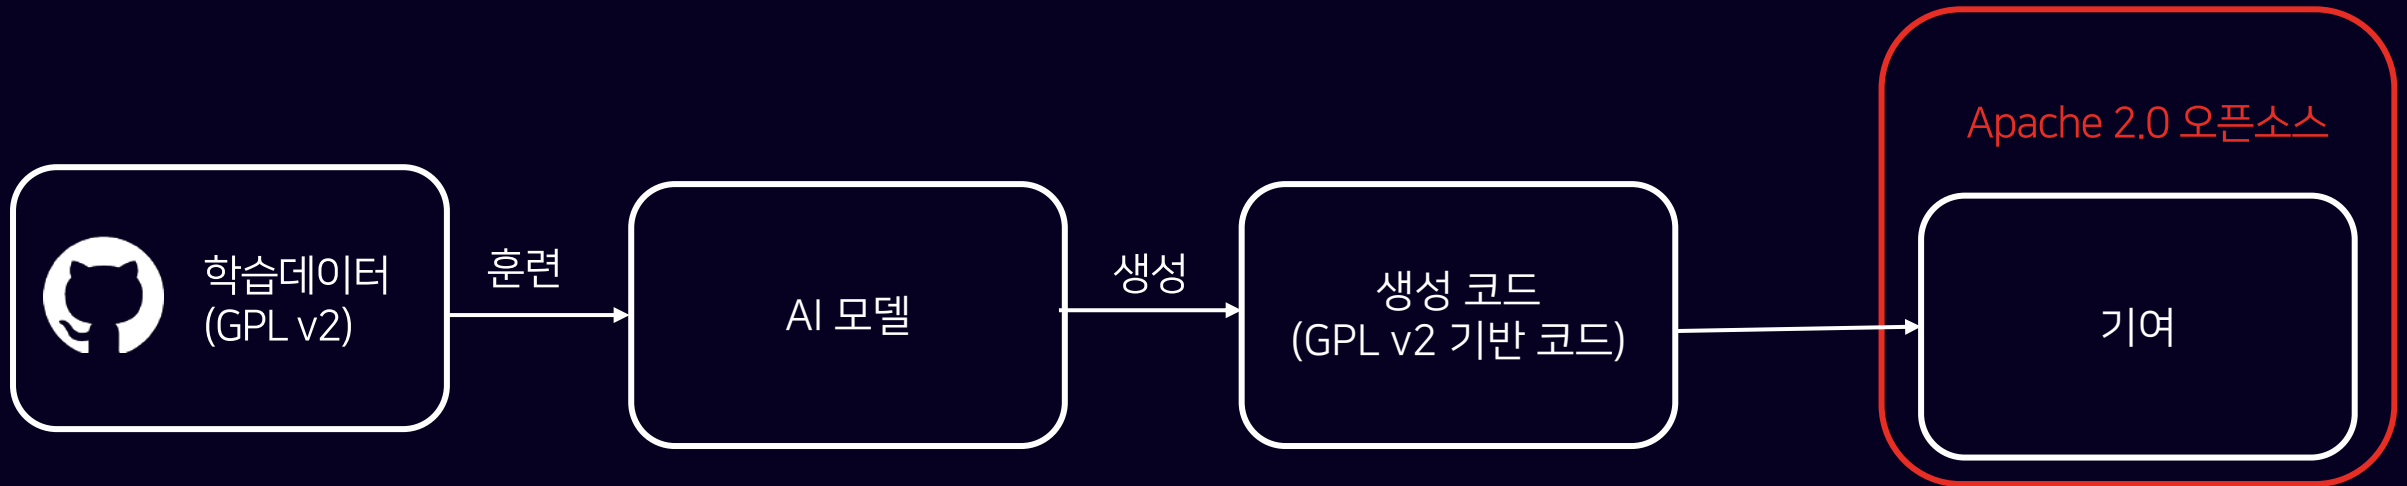 학습데이터
(GPL v2)
훈련
AI 모델
생성
생성 코드
(GPL v2 기반 코드)
Apache 2.0 오픈소스
기여